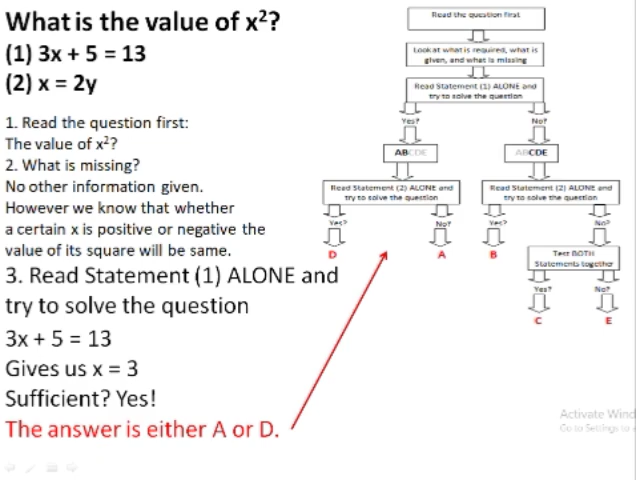 What is the value of x²?
(1) 3x + 5 = 13
(2) x = 2y
1. Read the question first:
The value of x²?
2. What is missing?
No other information given.
However we know that whether
a certain x is positive or negative the
value of its square will be same.
3. Read Statement (1) ALONE and
try to solve the question
3x + 5 = 13
Gives us x = 3
Sufficient? Yes!
The answer is either A or D.
Read the question first
Look at what is required, what is
given, and what is missing
Read Statement (1) ALONE and
try to solve the question
Yes?
No?
ABCDE
ABCDE
Read Statement (2) ALONE and
try to solve the question
Read Statement (2) ALONE and
try to solve the question
Yes?
No?
Yes?
No?
D
A
B
Test BOTH
Statements together
Yes?
No?
C
E
Activate Wind
Go to Settings to